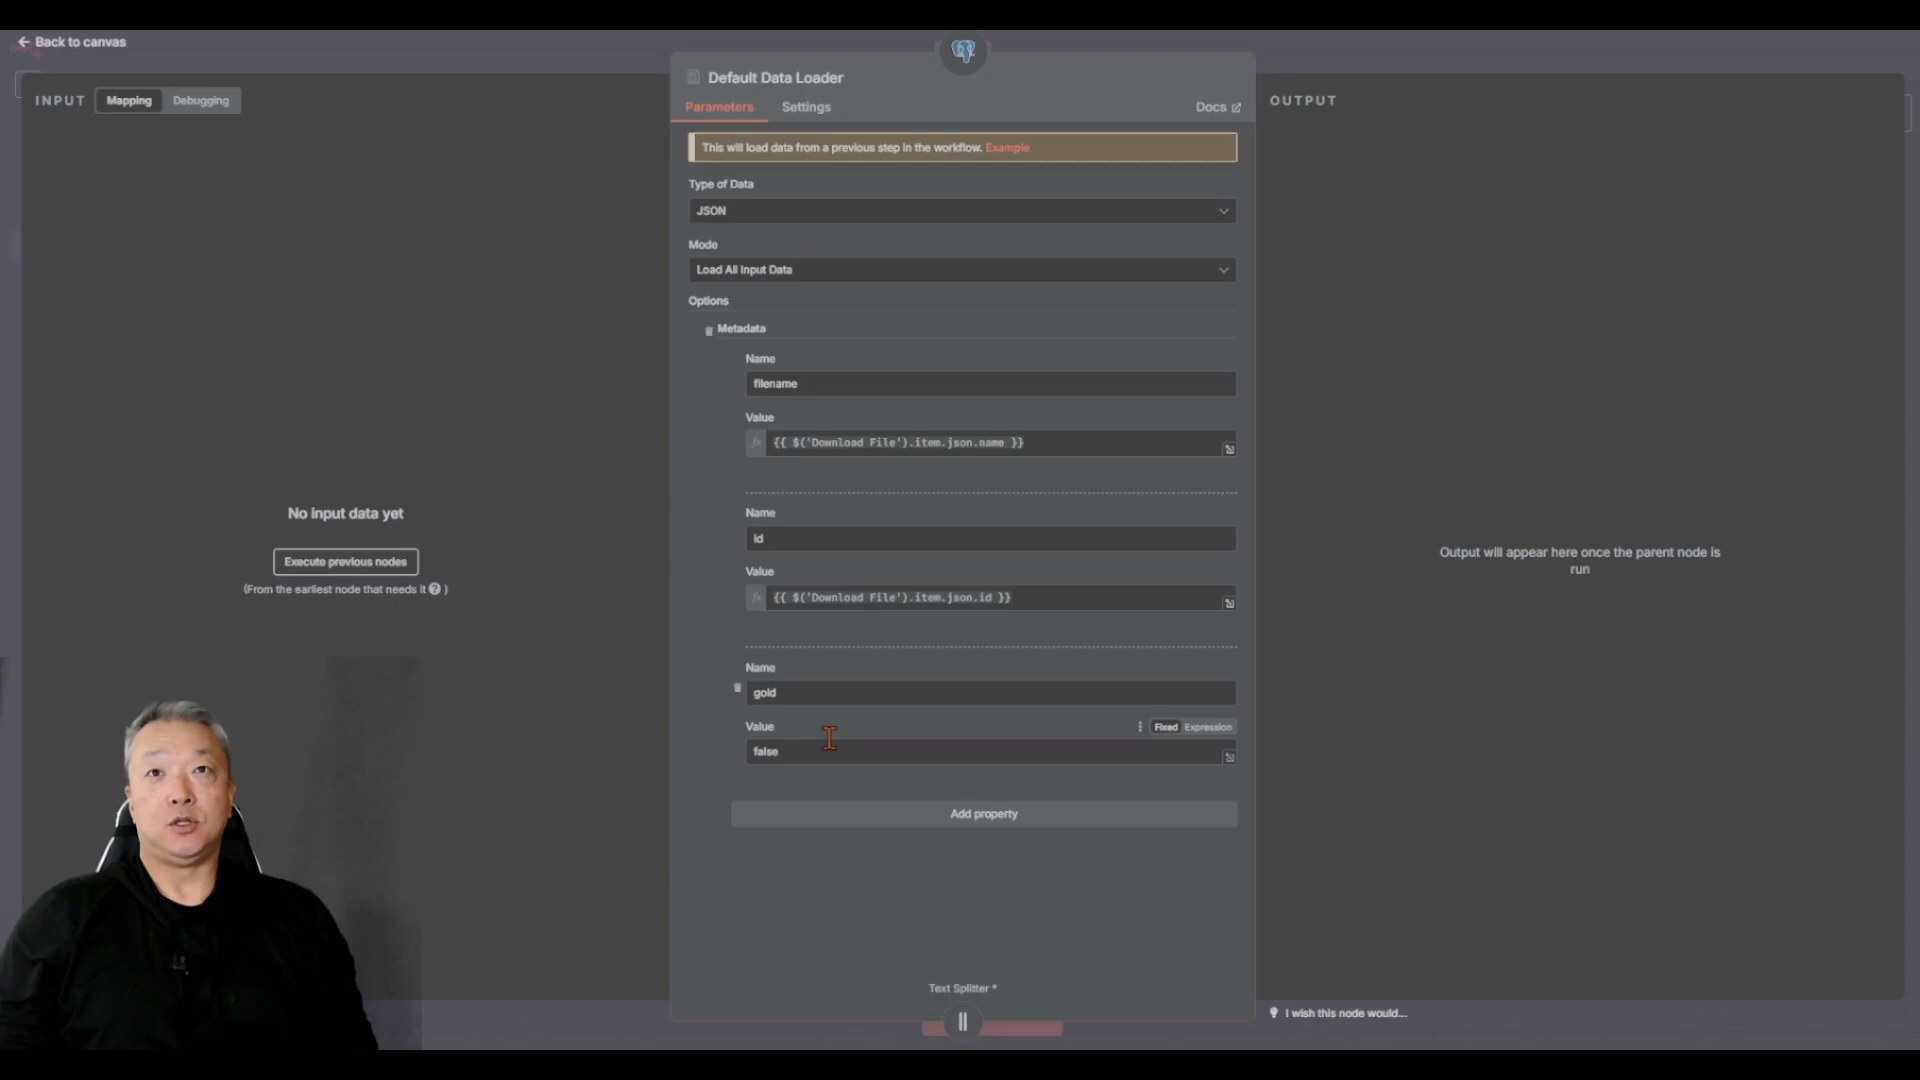 Back to canvas
INPUT
Mapping
Debugging
Default Data Loader
Parameters
Settings
Docs
OUTPUT
This will load data from a previous step in the workflow. Example
Type of Data
JSON
Mode
Load All Input Data
Options
Metadata
Name
filename
Value
fx
{{ $('Download File').item.json.name }}
Name
id
Value
fx
{{ $('Download File').item.json.id }}
Name
gold
Value
Fixed
Expression
false
Add property
No input data yet
Execute previous nodes
(From the earliest node that needs it ? )
Output will appear here once the parent node is
run
Text Splitter *
I wish this node would...